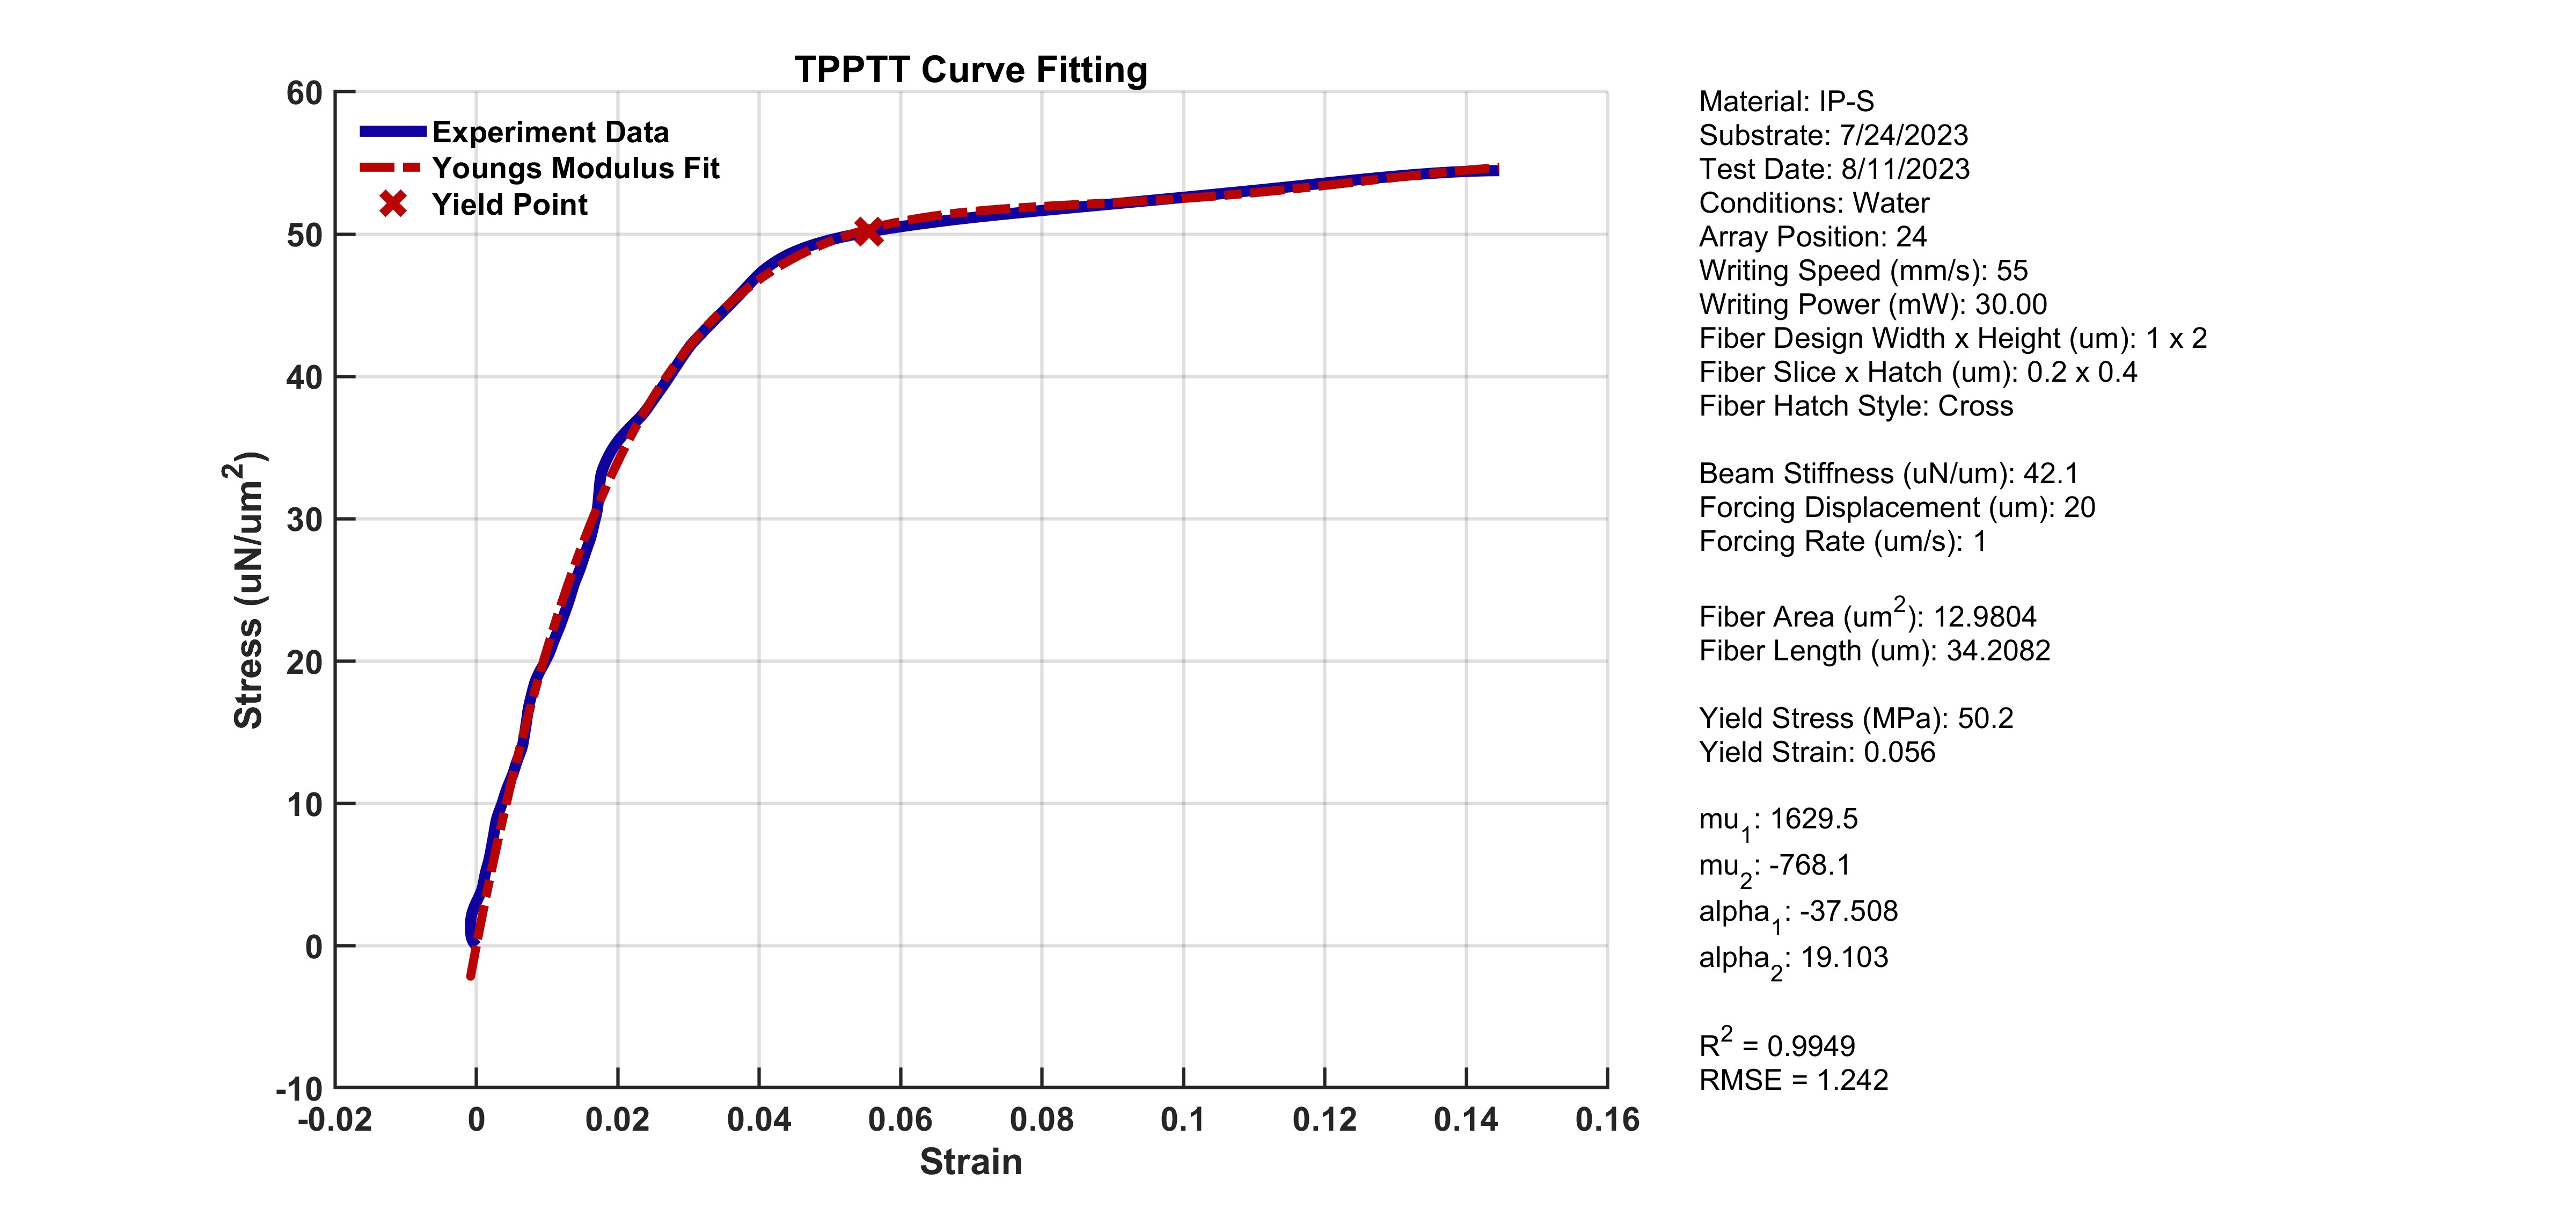 TPPTT Curve Fitting
60
50
40
30
20
10
0
-10
Stress (uN/um²)
Experiment Data
Youngs Modulus Fit
Yield Point
-0.02 0 0.02 0.04 0.06 0.08 0.1 0.12 0.14 0.16
Strain
Material: IP-S
Substrate: 7/24/2023
Test Date: 8/11/2023
Conditions: Water
Array Position: 24
Writing Speed (mm/s): 55
Writing Power (mW): 30.00
Fiber Design Width x Height (um): 1 x 2
Fiber Slice x Hatch (um): 0.2 x 0.4
Fiber Hatch Style: Cross
Beam Stiffness (uN/um): 42.1
Forcing Displacement (um): 20
Forcing Rate (um/s): 1
Fiber Area (um²): 12.9804
Fiber Length (um): 34.2082
Yield Stress (MPa): 50.2
Yield Strain: 0.056
mu₁: 1629.5
mu₂: -768.1
alpha₁: -37.508
alpha₂: 19.103
R² = 0.9949
RMSE = 1.242